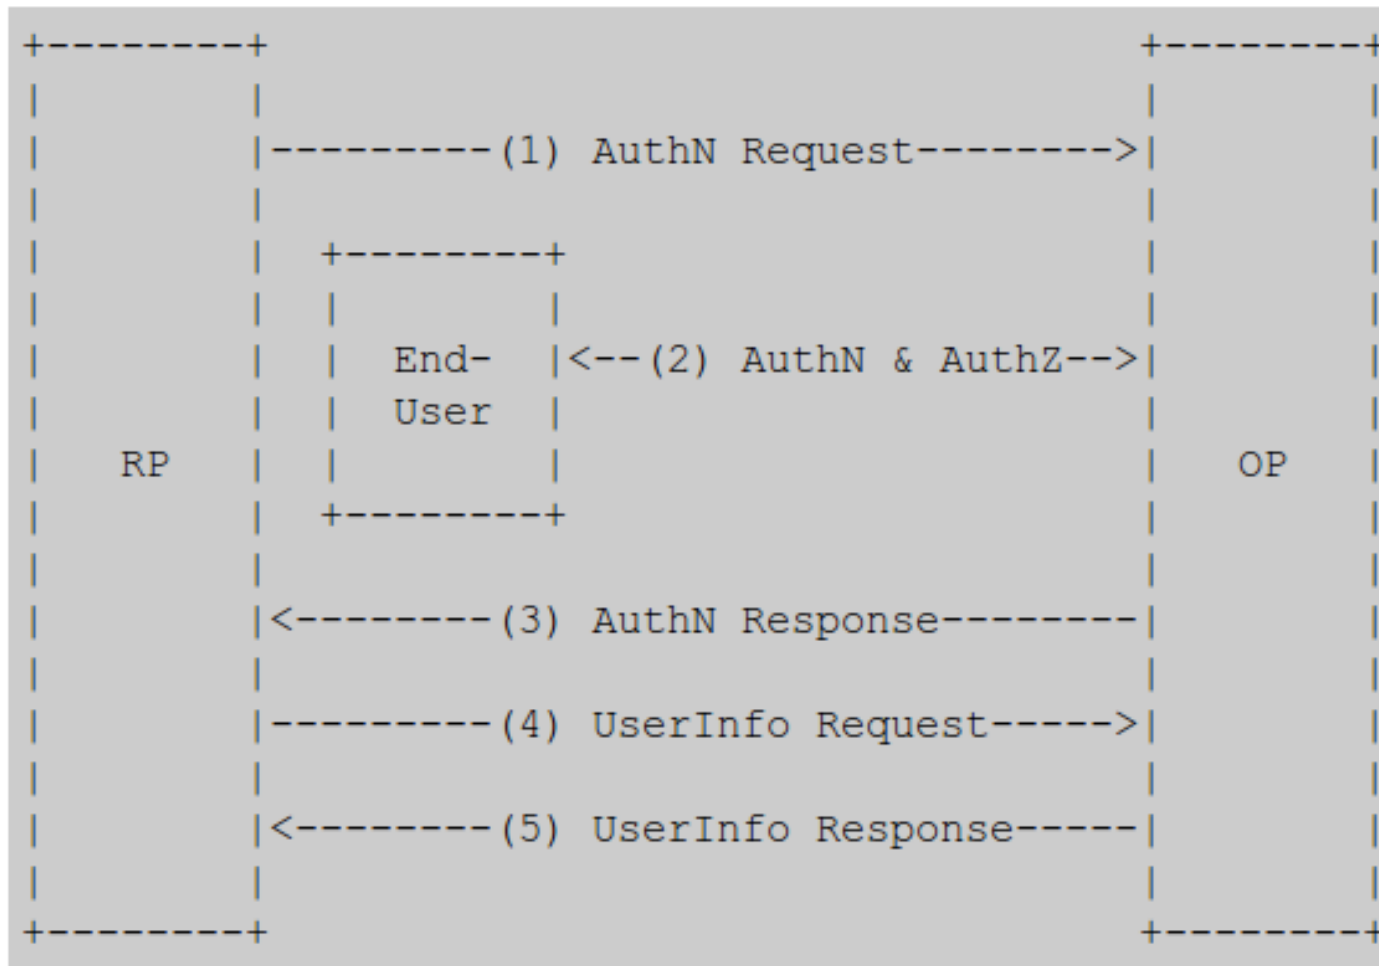 +--------+                                   +--------+
|        |                                   |        |
|        |---------(1) AuthN Request-------->|        |
|        |                                   |        |
|        |  +--------+                       |        |
|        |  |        |                       |        |
|        |  |  End-  |<--(2) AuthN & AuthZ-->|        |
|        |  |  User  |                       |        |
|   RP   |  |        |                       |   OP   |
|        |  +--------+                       |        |
|        |                                   |        |
|        |<--------(3) AuthN Response--------|        |
|        |                                   |        |
|        |---------(4) UserInfo Request----->|        |
|        |                                   |        |
|        |<--------(5) UserInfo Response-----|        |
|        |                                   |        |
+--------+                                   +--------+